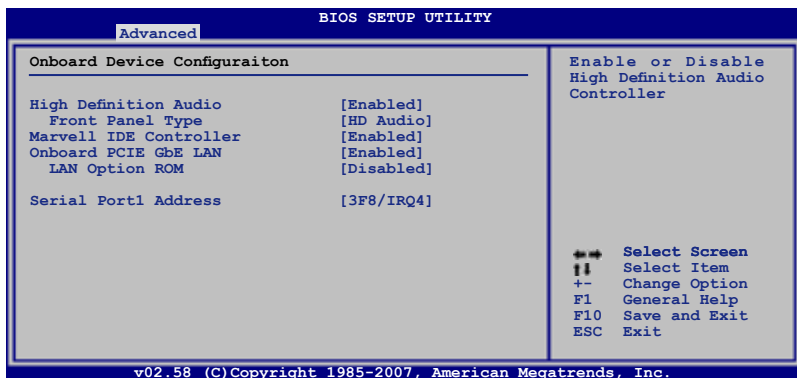 BIOS SETUP UTILITY
Advanced
Onboard Device Configuraiton
High Definition Audio [Enabled]
Front Panel Type [HD Audio]
Marvell IDE Controller [Enabled]
Onboard PCIE GbE LAN [Enabled]
LAN Option ROM [Disabled]
Serial Port1 Address [3F8/IRQ4]
Enable or Disable
High Definition Audio
Controller
Select Screen
Select Item
+- Change Option
F1 General Help
F10 Save and Exit
ESC Exit
v02.58 (C)Copyright 1985-2007, American Megatrends, Inc.